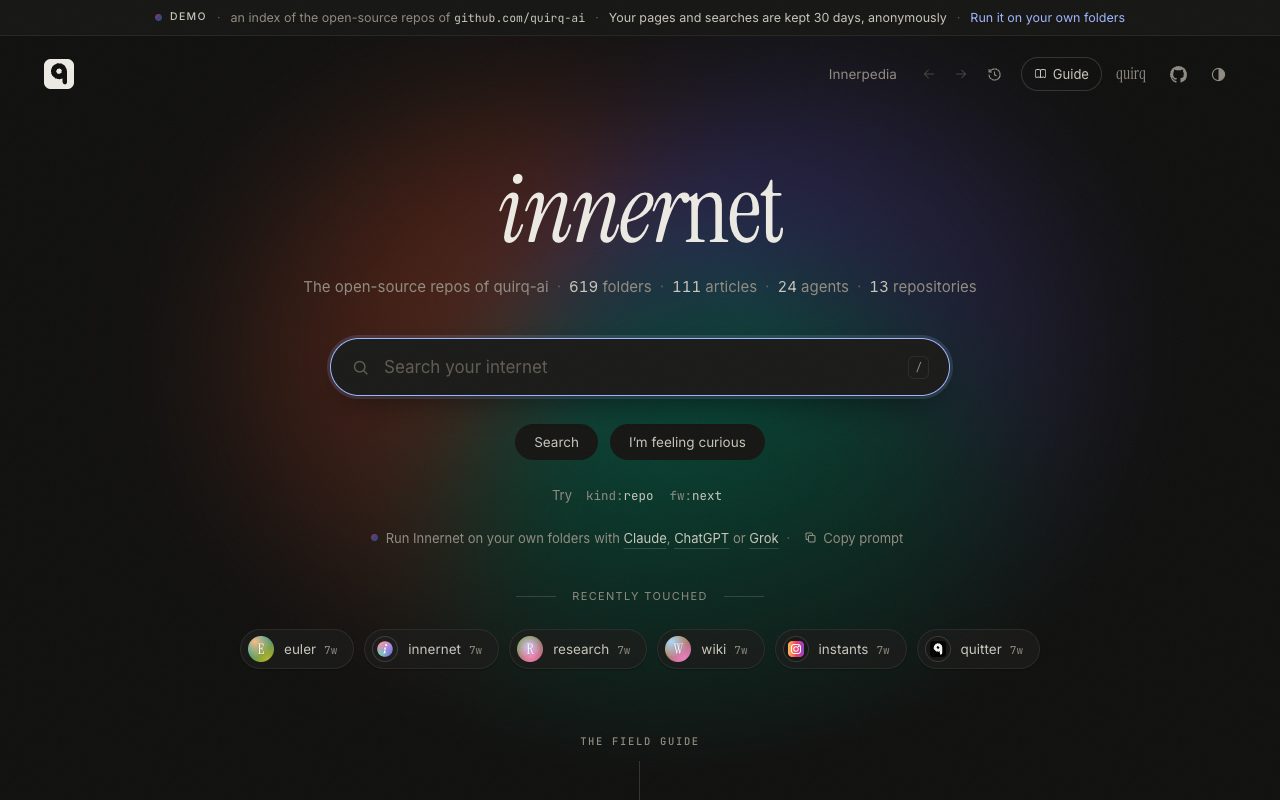 DEMO · an index of the open-source repos of github.com/quirq-ai · Your pages and searches are kept 30 days, anonymously · Run it on your own folders
Innerpedia ← → Guide quirq
innernet
The open-source repos of quirq-ai · 619 folders · 111 articles · 24 agents · 13 repositories
Search your internet /
Search I'm feeling curious
Try kind:repo fw:next
Run Innernet on your own folders with Claude, ChatGPT or Grok · Copy prompt
RECENTLY TOUCHED
E euler 7w i innernet 7w R research 7w W wiki 7w instants 7w quitter 7w
THE FIELD GUIDE